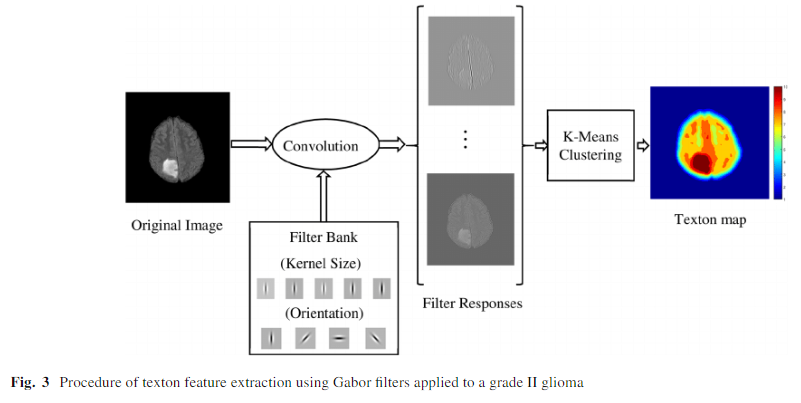 Convolution
K-Means
Clustering
Original Image
Filter Bank
(Kernel Size)
(Orientation)
Filter Responses
Texton map
Fig. 3 Procedure of texton feature extraction using Gabor filters applied to a grade II glioma